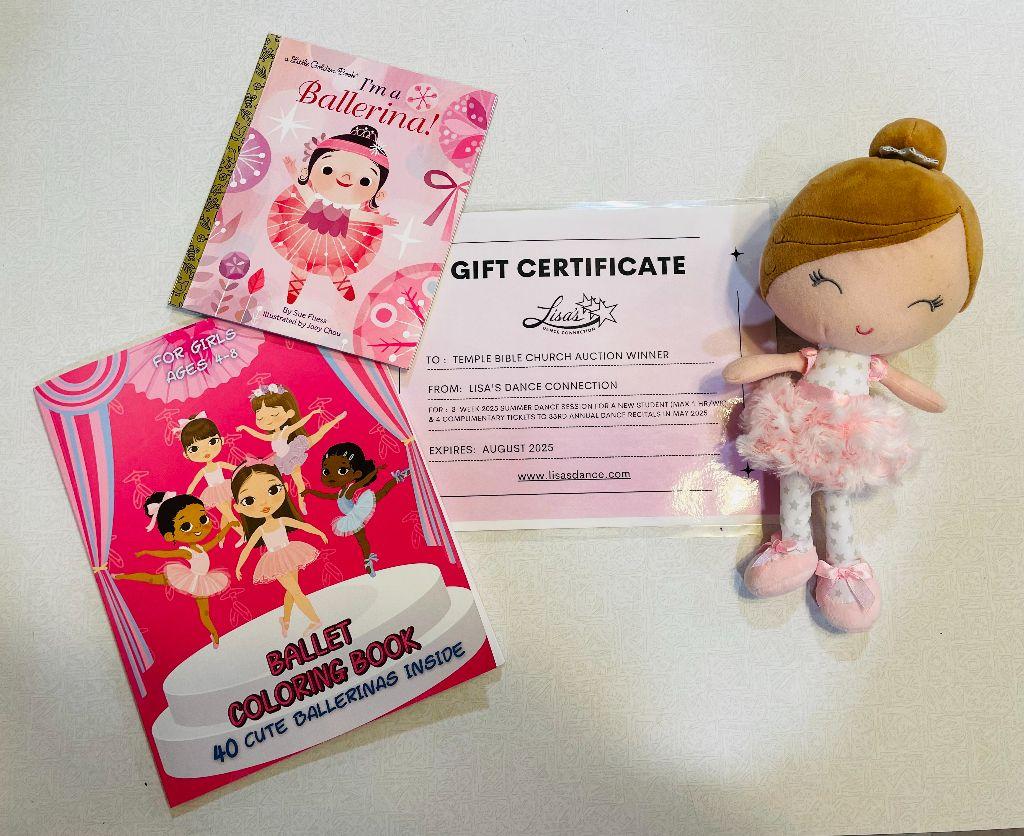 a Little Golden Book®
I'm a
Ballerina!
By Sue Fliess
Illustrated by Joey Chou
FOR GIRLS
AGES 4-8
BALLET
COLORING BOOK
40 CUTE BALLERINAS INSIDE
GIFT CERTIFICATE
Lisa's
DANCE CONNECTION
TO : TEMPLE BIBLE CHURCH AUCTION WINNER
FROM: LISA'S DANCE CONNECTION
FOR : 3-WEEK 2025 SUMMER DANCE SESSION FOR A NEW STUDENT (MAX 1 HR/WK)
& 4 COMPLIMENTARY TICKETS TO 33RD ANNUAL DANCE RECITALS IN MAY 2025
EXPIRES: AUGUST 2025
www.lisasdance.com